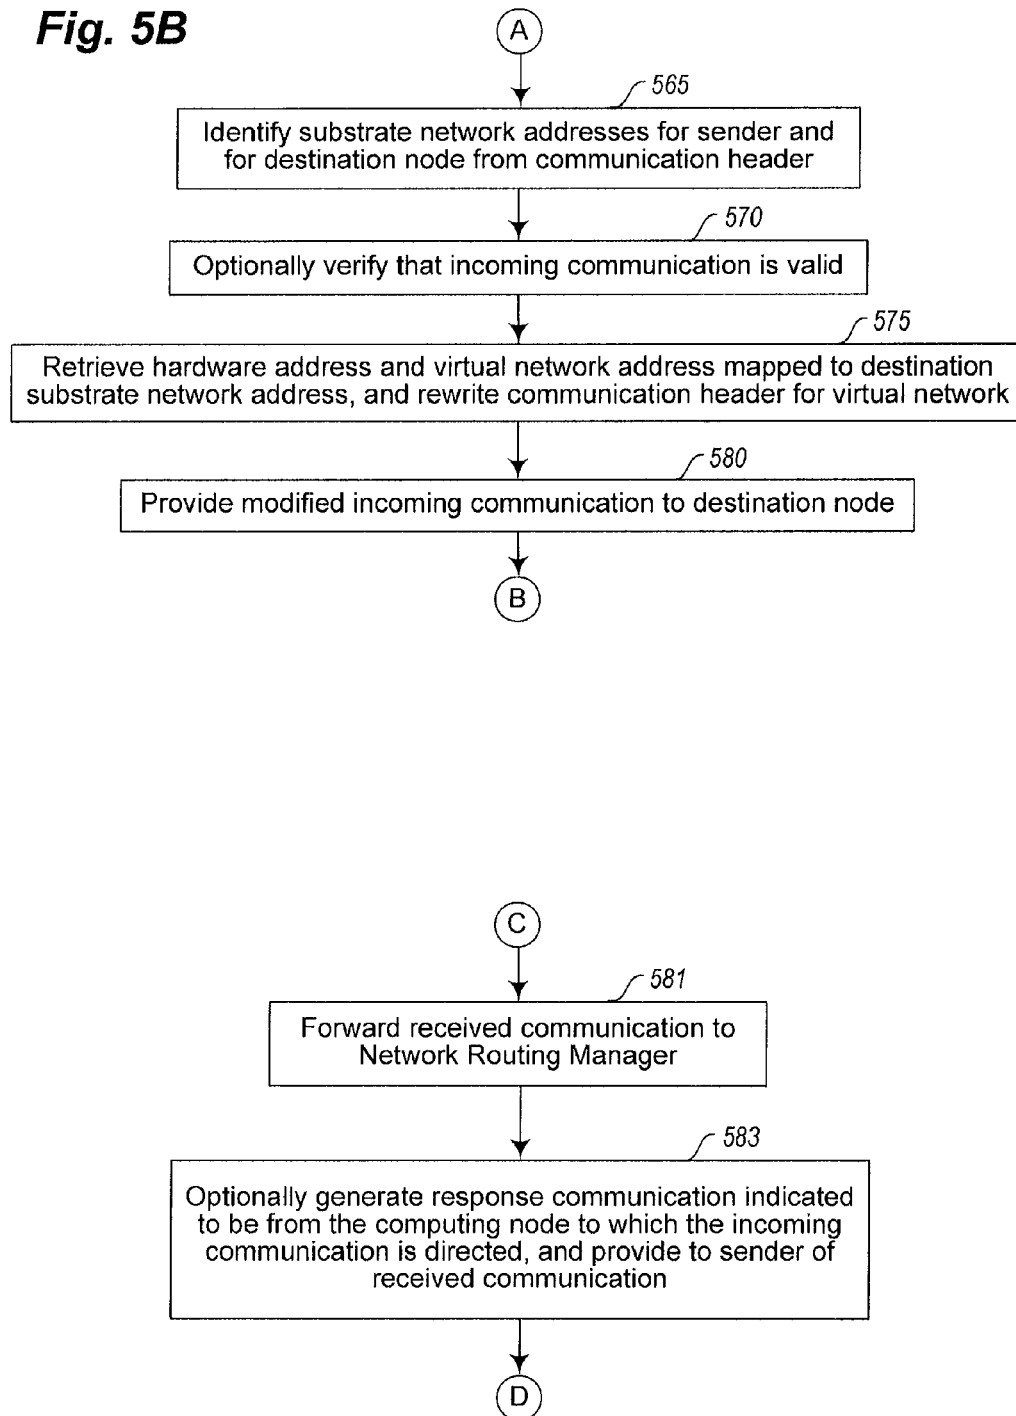 Fig. 5B
A
565
Identify substrate network addresses for sender and
for destination node from communication header
570
Optionally verify that incoming communication is valid
575
Retrieve hardware address and virtual network address mapped to destination
substrate network address, and rewrite communication header for virtual network
580
Provide modified incoming communication to destination node
B
C
581
Forward received communication to
Network Routing Manager
583
Optionally generate response communication indicated
to be from the computing node to which the incoming
communication is directed, and provide to sender of
received communication
D